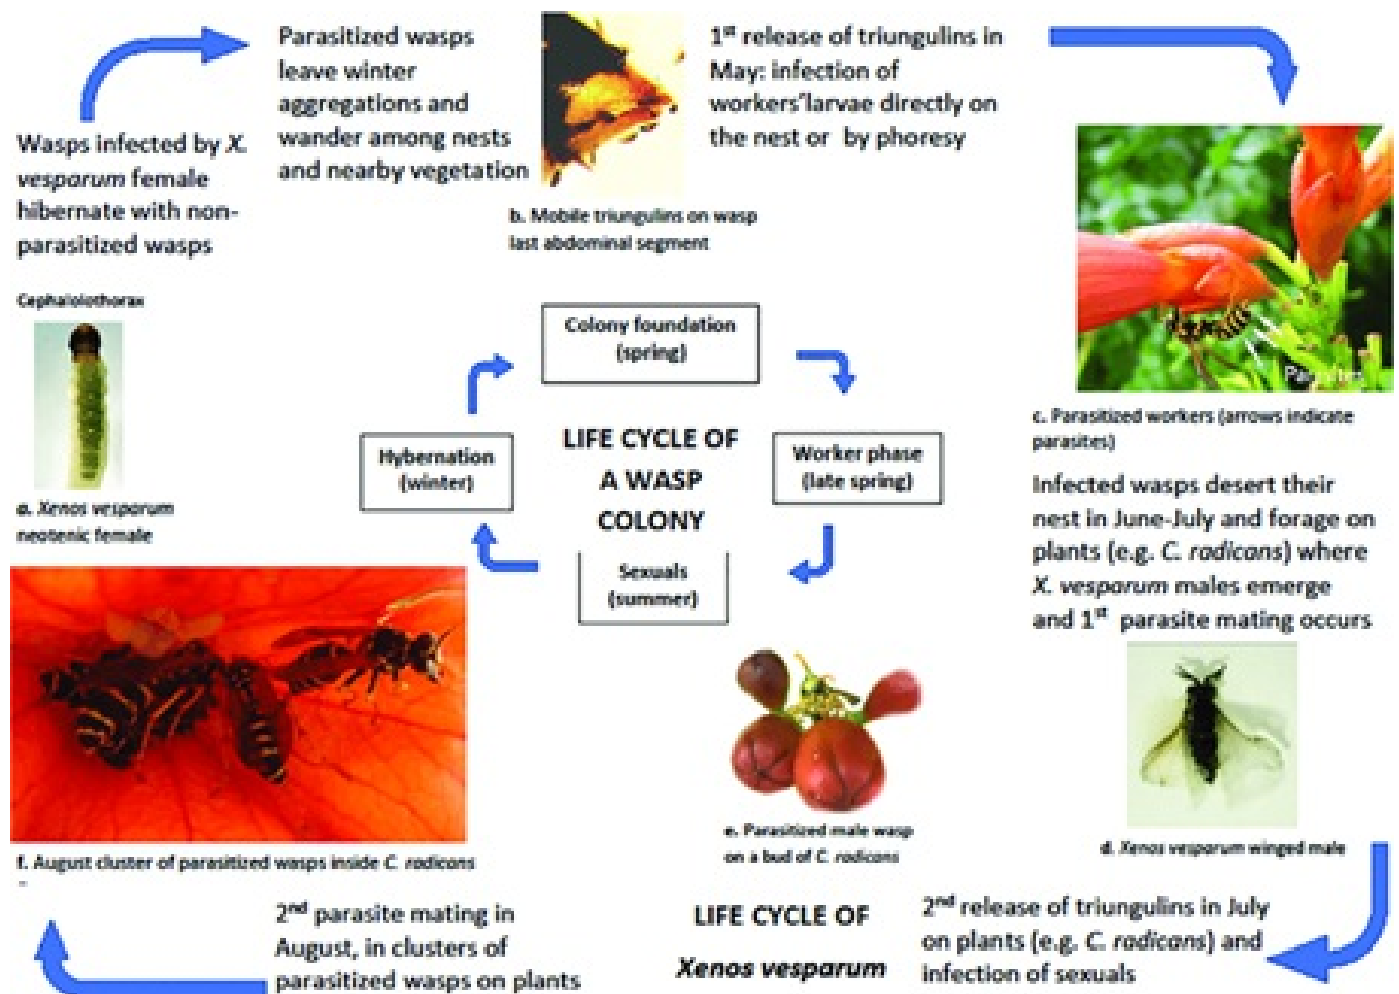 Wasps infected by X.
vesparum female
hibernate with non-
parasitized wasps
Parasitized wasps
leave winter
aggregations and
wander among nests
and nearby vegetation
b. Mobile triungulins on wasp
last abdominal segment
1st release of triungulins in
May: infection of
workers'larvae directly on
the nest or by phoresy
Parasites
c. Parasitized workers (arrows indicate
parasites)
Infected wasps desert their
nest in June-July and forage on
plants (e.g. C. radicans) where
X. vesparum males emerge
and 1st parasite mating occurs
Cephalolothorax
a. Xenos vesparum
neotenic female
Colony foundation
(spring)
Hybernation
(winter)
LIFE CYCLE OF
A WASP
COLONY
Worker phase
(late spring)
Sexuals
(summer)
d. Xenos vesparum winged male
e. Parasitized male wasp
on a bud of C. radicans
f. August cluster of parasitized wasps inside C. radicans
2nd parasite mating in
August, in clusters of
parasitized wasps on plants
LIFE CYCLE OF
Xenos vesparum
2nd release of triungulins in July
on plants (e.g. C. radicans) and
infection of sexuals